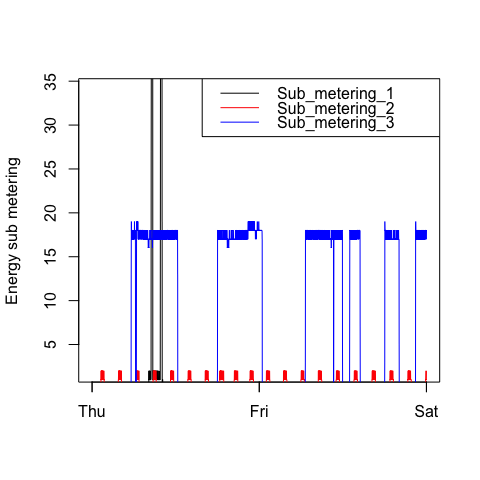 Sub_metering_1
Sub_metering_2
Sub_metering_3
Energy sub metering
35
30
25
20
15
10
5
Thu Fri Sat